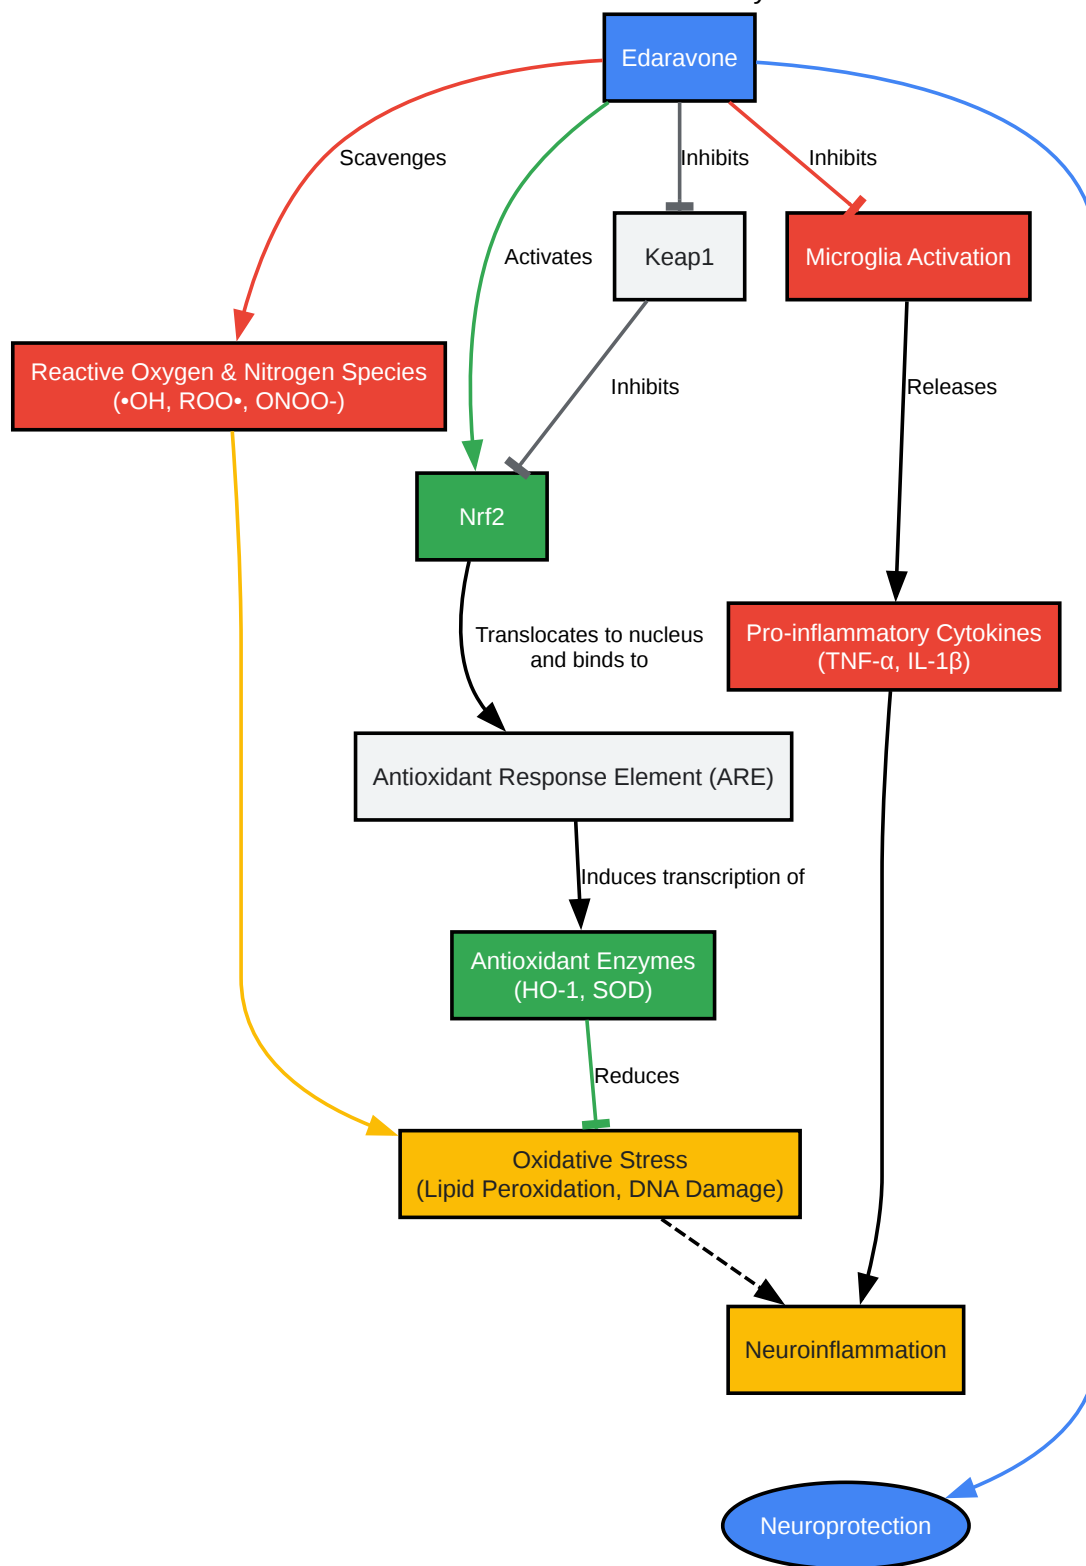 Edaravone
Scavenges
Inhibits
Inhibits
Activates
Keap1
Microglia Activation
Reactive Oxygen & Nitrogen Species
(•OH, ROO•, ONOO-)
Inhibits
Releases
Nrf2
Translocates to nucleus
and binds to
Pro-inflammatory Cytokines
(TNF-α, IL-1β)
Antioxidant Response Element (ARE)
Induces transcription of
Antioxidant Enzymes
(HO-1, SOD)
Reduces
Oxidative Stress
(Lipid Peroxidation, DNA Damage)
Neuroinflammation
Neuroprotection